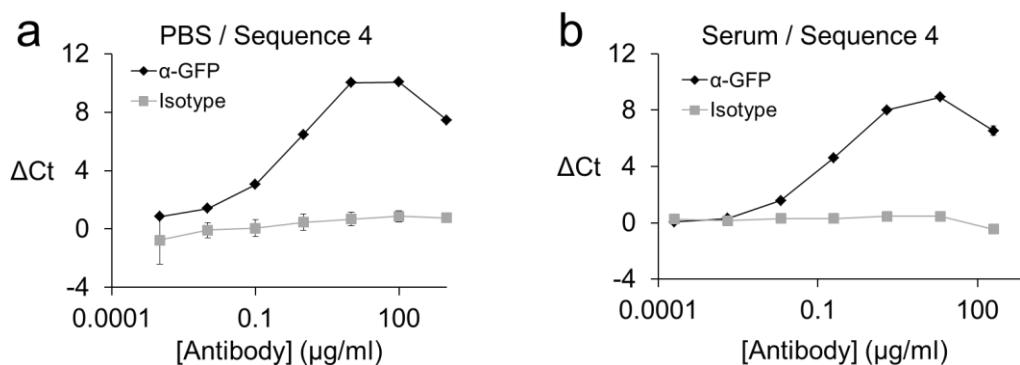 a
PBS / Sequence 4
12
α-GFP
Isotype
8
ΔCt
4
0
-4
0.0001
0.1
100
[Antibody] (µg/ml)
b
Serum / Sequence 4
12
α-GFP
Isotype
8
ΔCt
4
0
-4
0.0001
0.1
100
[Antibody] (µg/ml)